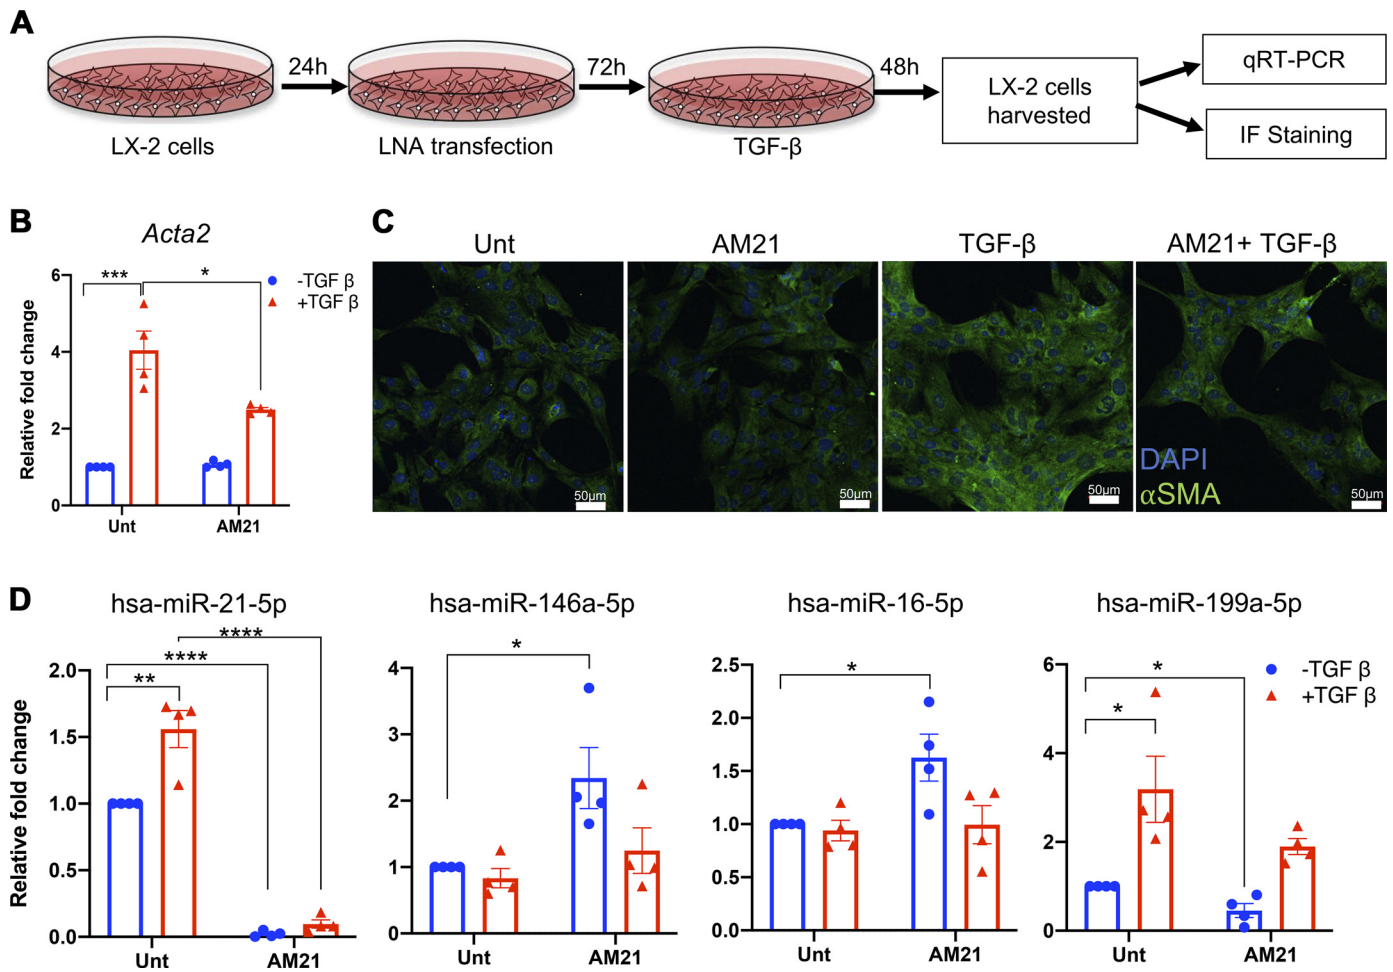 A
24h
72h
48h
LX-2 cells
LNA transfection
TGF-β
LX-2 cells
harvested
qRT-PCR
IF Staining
B
Acta2
Relative fold change
6
4
2
0
***
*
-TGF β
+TGF β
Unt
AM21
C
Unt
AM21
TGF-β
AM21+ TGF-β
50µm
50µm
50µm
DAPI
αSMA
50µm
D
hsa-miR-21-5p
Relative fold change
2.0
1.5
1.0
0.5
0.0
****
****
**
Unt
AM21
hsa-miR-146a-5p
4
3
2
1
0
*
Unt
AM21
hsa-miR-16-5p
2.5
2.0
1.5
1.0
0.5
0.0
*
Unt
AM21
hsa-miR-199a-5p
6
4
2
0
*
*
-TGF β
+TGF β
Unt
AM21